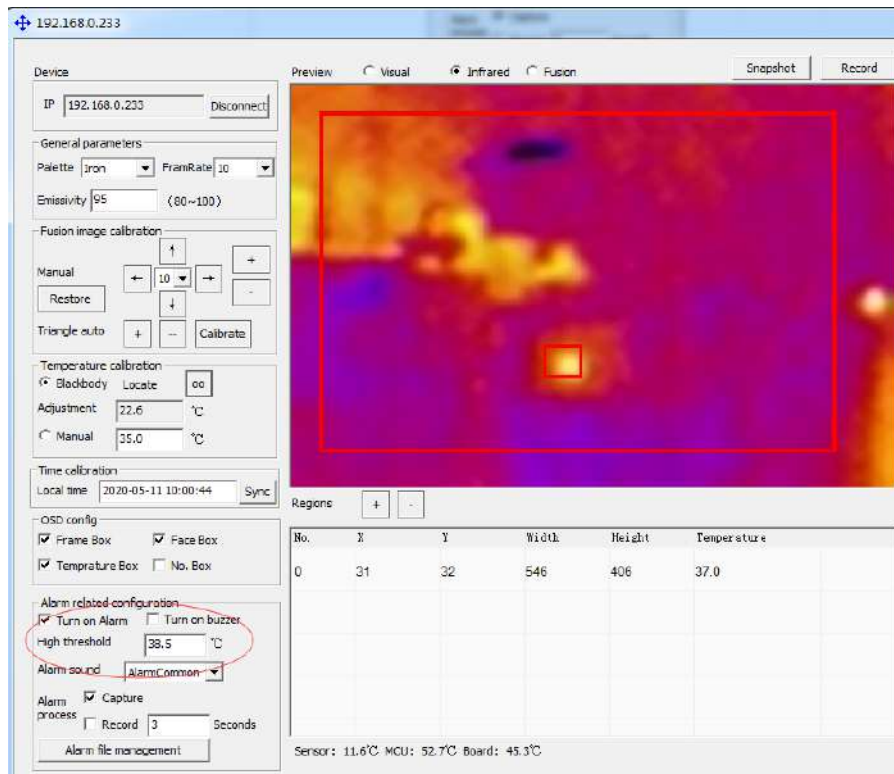 192.168.0.233
Device
IP 192.168.0.233 Disconnect
General parameters
Palette Iron FramRate 10
Emissivity 95 (80~100)
Fusion image calibration
↑
+
Manual ← 10 →
Restore ↓ -
Triangle auto + -- Calibrate
Temperature calibration
Blackbody Locate oo
Adjustment 22.6 ℃
Manual 35.0 ℃
Time calibration
Local time 2020-05-11 10:00:44 Sync
OSD config
Frame Box Face Box
Temprature Box No. Box
Alarm related configuration
Turn on Alarm Turn on buzzer
High threshold 38.5 ℃
Alarm sound AlarmCommon
Alarm process Capture
Record 3 Seconds
Alarm file management
Preview Visual Infrared Fusion Snapshot Record
Regions + -
No. X Y Width Height Temperature
0 31 32 546 406 37.0
Sensor: 11.6℃ MCU: 52.7℃ Board: 45.3℃